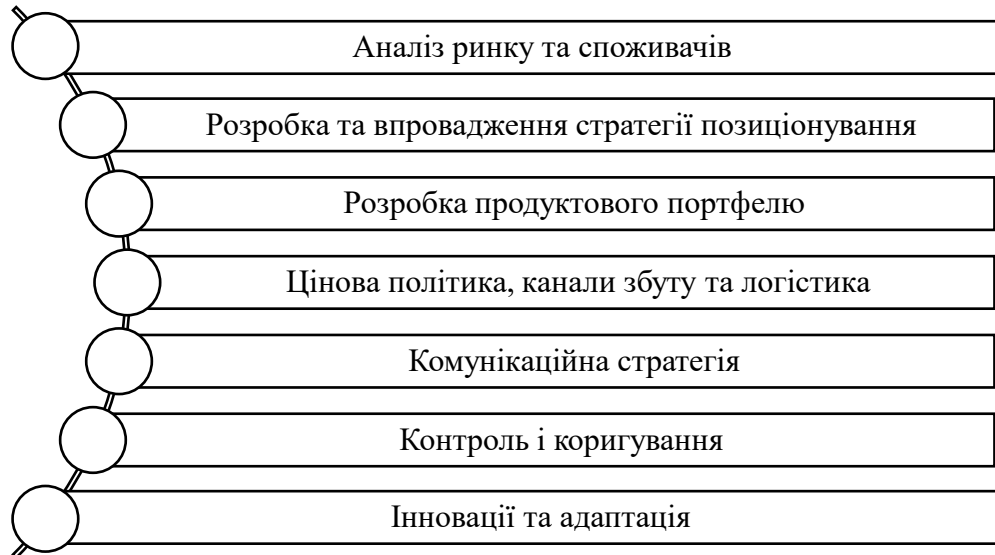 Аналіз ринку та споживачів
Розробка та впровадження стратегії позиціонування
Розробка продуктового портфелю
Цінова політика, канали збуту та логістика
Комунікаційна стратегія
Контроль і коригування
Інновації та адаптація